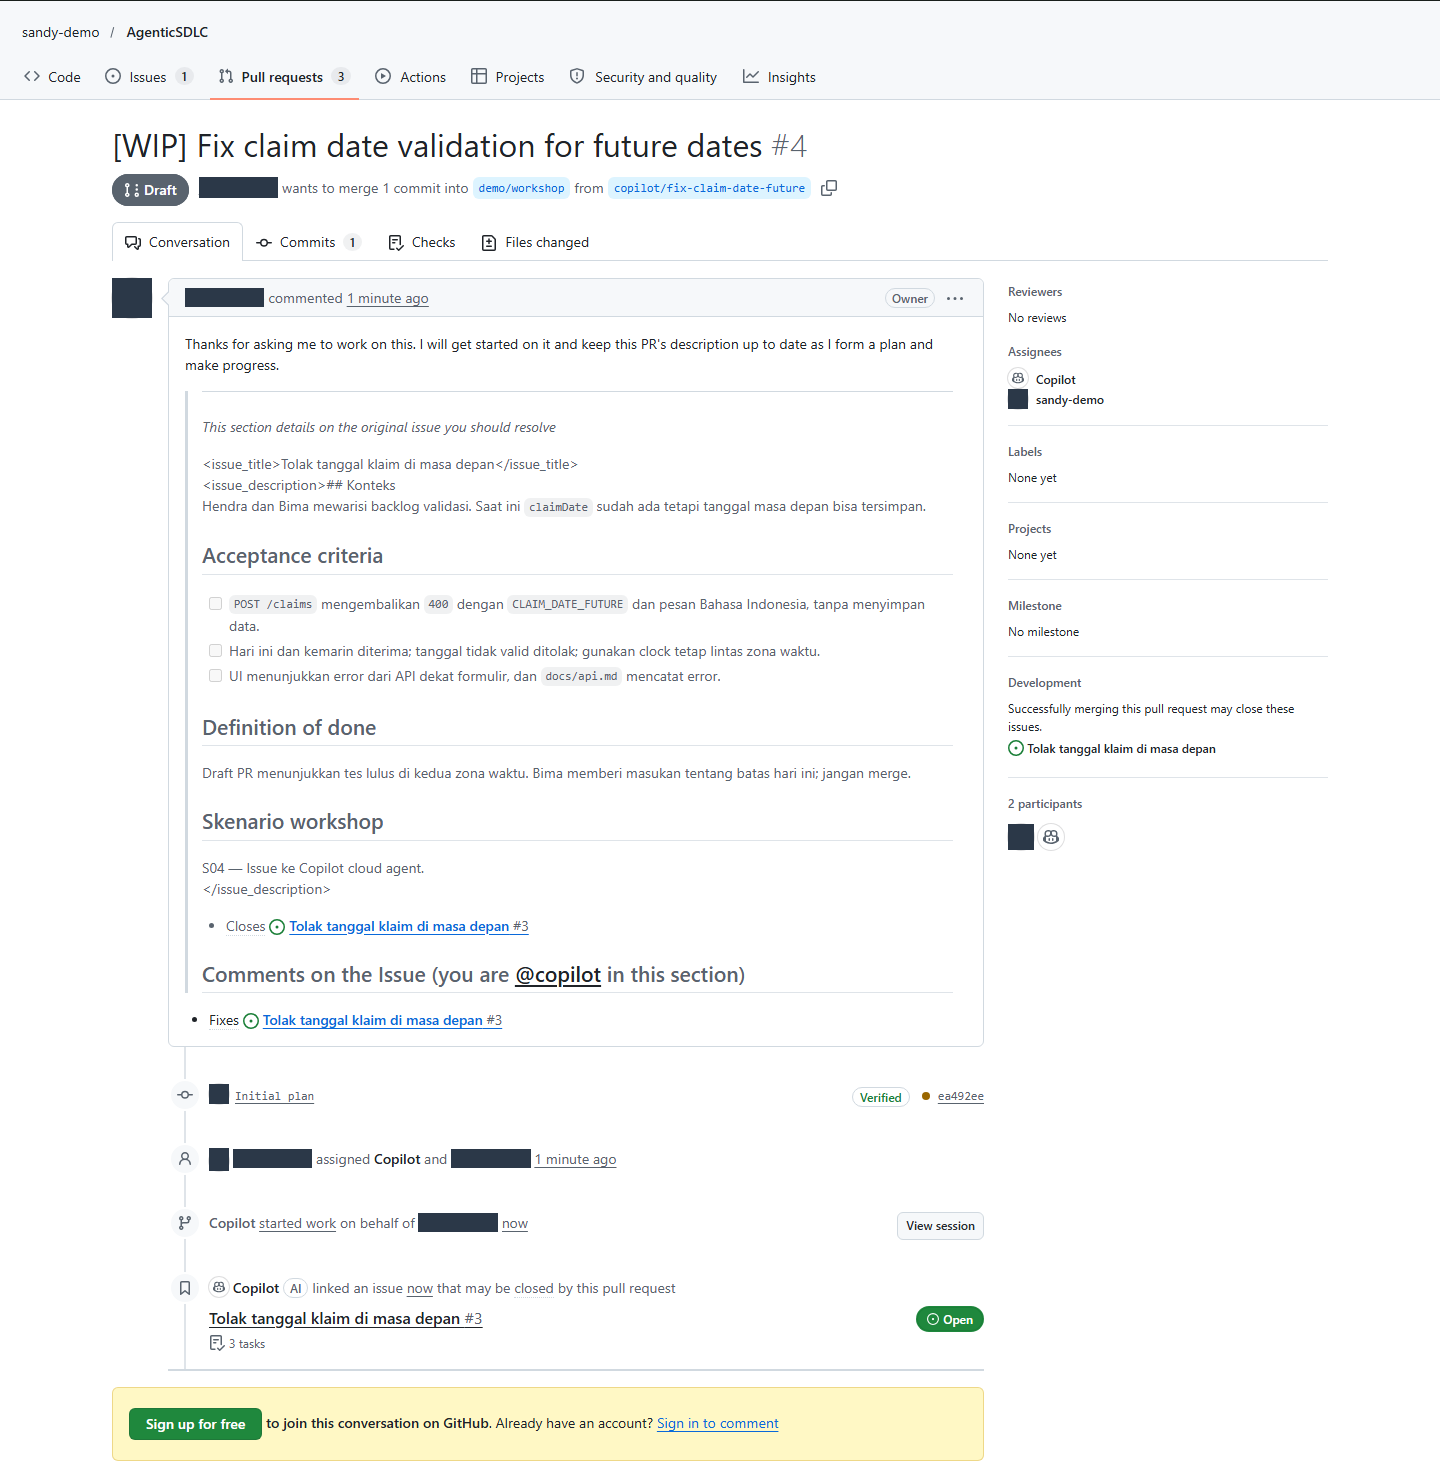 sandy-demo / AgenticSDLC
Code Issues 1 Pull requests 3 Actions Projects Security and quality Insights
[WIP] Fix claim date validation for future dates #4
Draft wants to merge 1 commit into demo/workshop from copilot/fix-claim-date-future
Conversation Commits 1 Checks Files changed
commented 1 minute ago Owner
Thanks for asking me to work on this. I will get started on it and keep this PR's description up to date as I form a plan and
make progress.
This section details on the original issue you should resolve
<issue_title>Tolak tanggal klaim di masa depan</issue_title>
<issue_description>## Konteks
Hendra dan Bima mewarisi backlog validasi. Saat ini claimDate sudah ada tetapi tanggal masa depan bisa tersimpan.
Acceptance criteria
POST /claims mengembalikan 400 dengan CLAIM_DATE_FUTURE dan pesan Bahasa Indonesia, tanpa menyimpan
data.
Hari ini dan kemarin diterima; tanggal tidak valid ditolak; gunakan clock tetap lintas zona waktu.
UI menunjukkan error dari API dekat formulir, dan docs/api.md mencatat error.
Definition of done
Draft PR menunjukkan tes lulus di kedua zona waktu. Bima memberi masukan tentang batas hari ini; jangan merge.
Skenario workshop
S04 — Issue ke Copilot cloud agent.
</issue_description>
Closes Tolak tanggal klaim di masa depan #3
Comments on the Issue (you are @copilot in this section)
Fixes Tolak tanggal klaim di masa depan #3
Initial plan Verified ea492ee
assigned Copilot and 1 minute ago
Copilot started work on behalf of now View session
Copilot AI linked an issue now that may be closed by this pull request
Tolak tanggal klaim di masa depan #3 Open
3 tasks
Sign up for free to join this conversation on GitHub. Already have an account? Sign in to comment
Reviewers
No reviews
Assignees
Copilot
sandy-demo
Labels
None yet
Projects
None yet
Milestone
No milestone
Development
Successfully merging this pull request may close these
issues.
Tolak tanggal klaim di masa depan
2 participants